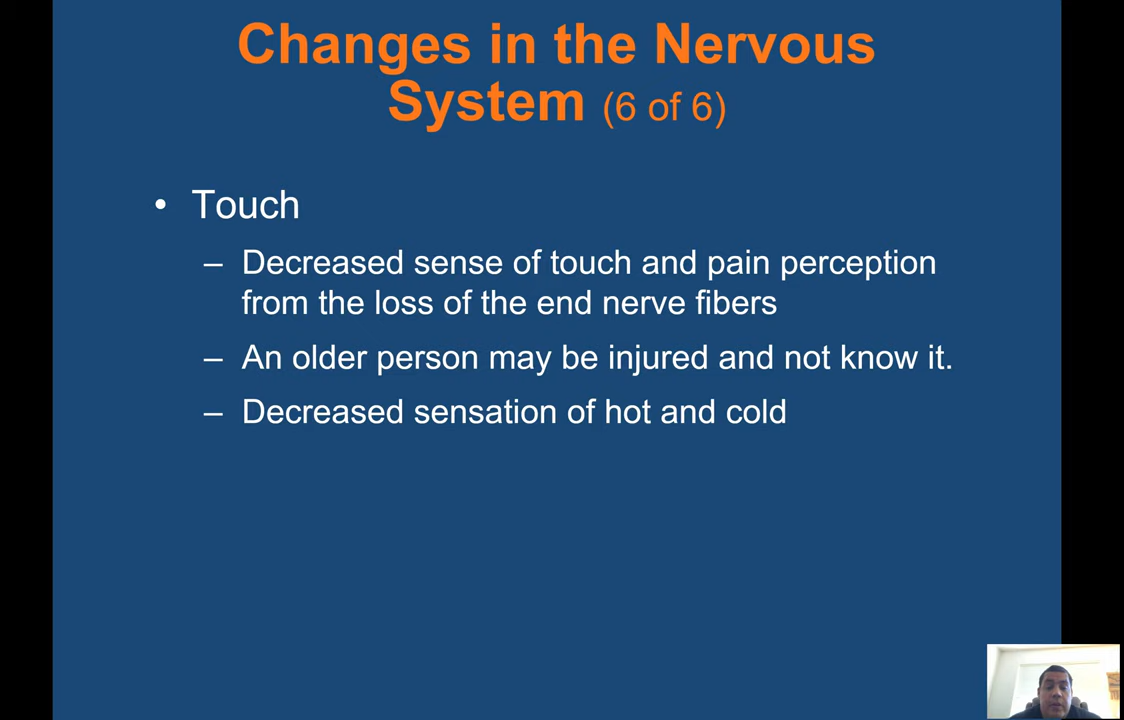 Changes in the Nervous
System (6 of 6)
• Touch
– Decreased sense of touch and pain perception
from the loss of the end nerve fibers
– An older person may be injured and not know it.
– Decreased sensation of hot and cold